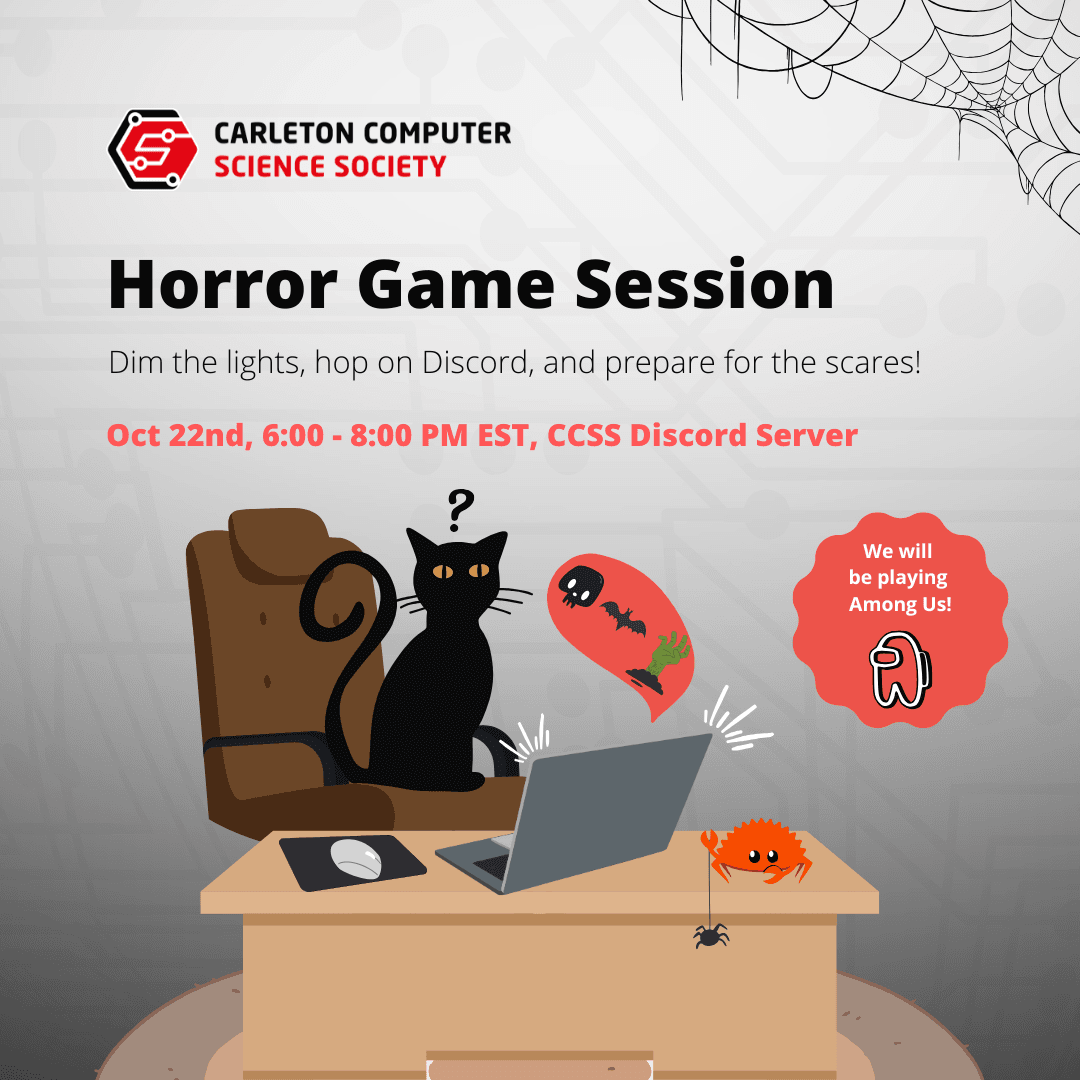 CARLETON COMPUTER
SCIENCE SOCIETY
Horror Game Session
Dim the lights, hop on Discord, and prepare for the scares!
Oct 22nd, 6:00 - 8:00 PM EST, CCSS Discord Server
?
We will
be playing
Among Us!